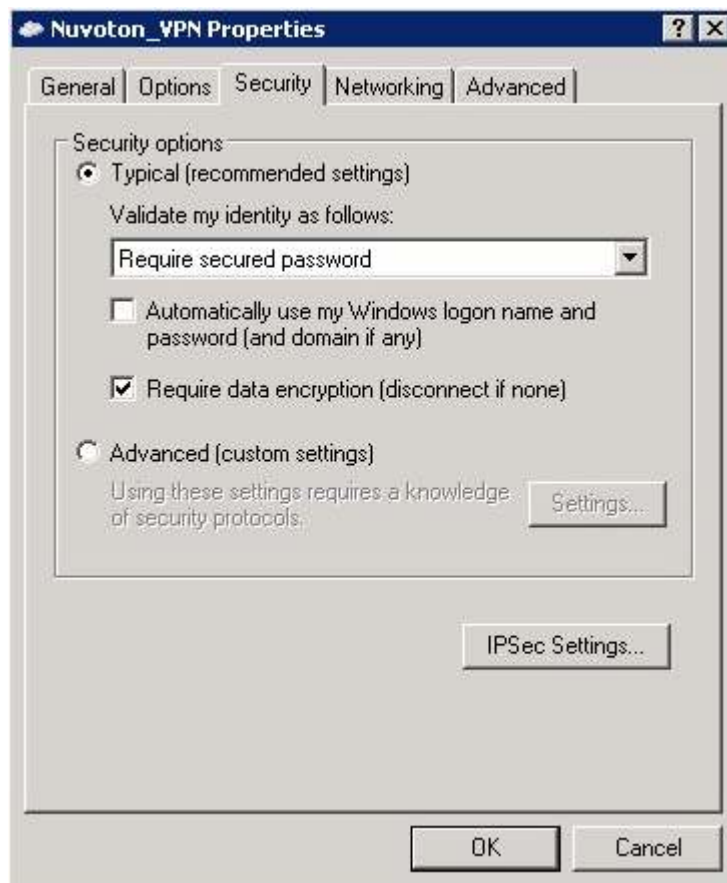 Nuvoton_VPN Properties
General Options Security Networking Advanced
Security options
Typical (recommended settings)
Validate my identity as follows:
Require secured password
Automatically use my Windows logon name and
password (and domain if any)
Require data encryption (disconnect if none)
Advanced (custom settings)
Using these settings requires a knowledge
of security protocols.
Settings...
IPSec Settings...
OK Cancel